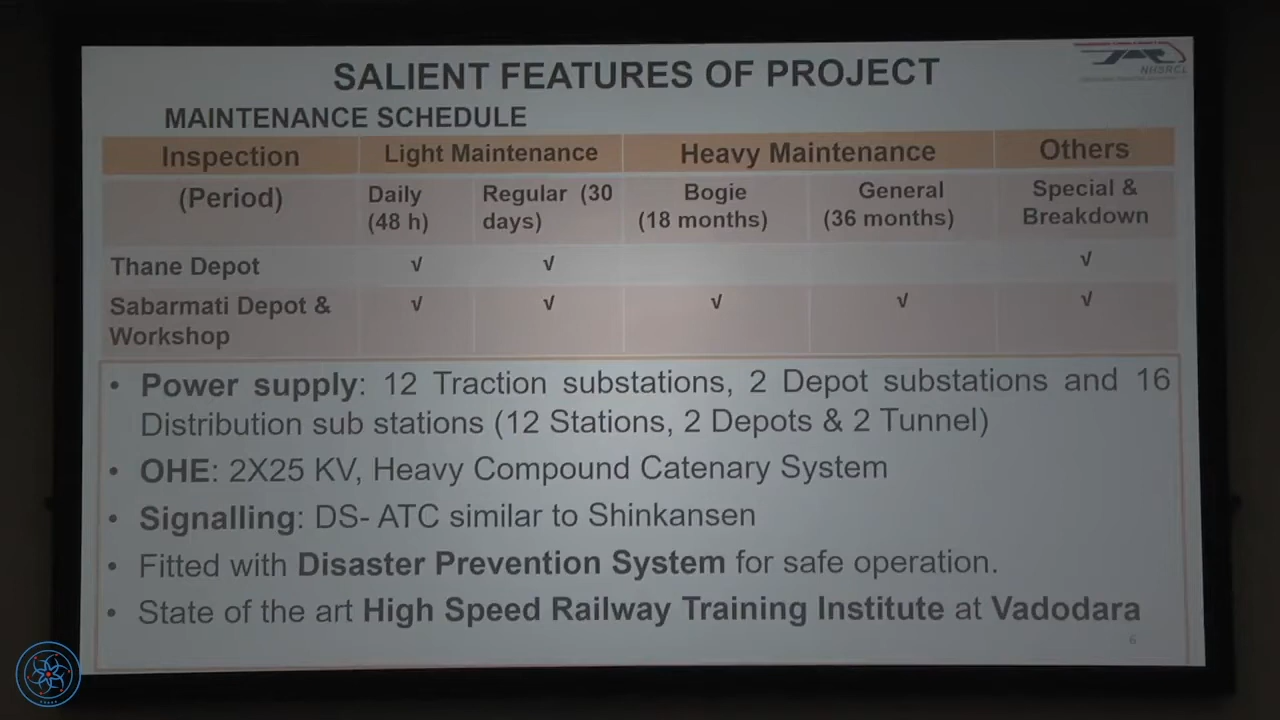 SALIENT FEATURES OF PROJECT
NHSRCL
MAINTENANCE SCHEDULE
Inspection Light Maintenance Heavy Maintenance Others
(Period) Daily (48 h) Regular (30 days) Bogie (18 months) General (36 months) Special & Breakdown
Thane Depot √ √ √
Sabarmati Depot & Workshop √ √ √ √ √
• Power supply: 12 Traction substations, 2 Depot substations and 16
Distribution sub stations (12 Stations, 2 Depots & 2 Tunnel)
• OHE: 2X25 KV, Heavy Compound Catenary System
• Signalling: DS- ATC similar to Shinkansen
• Fitted with Disaster Prevention System for safe operation.
• State of the art High Speed Railway Training Institute at Vadodara
6